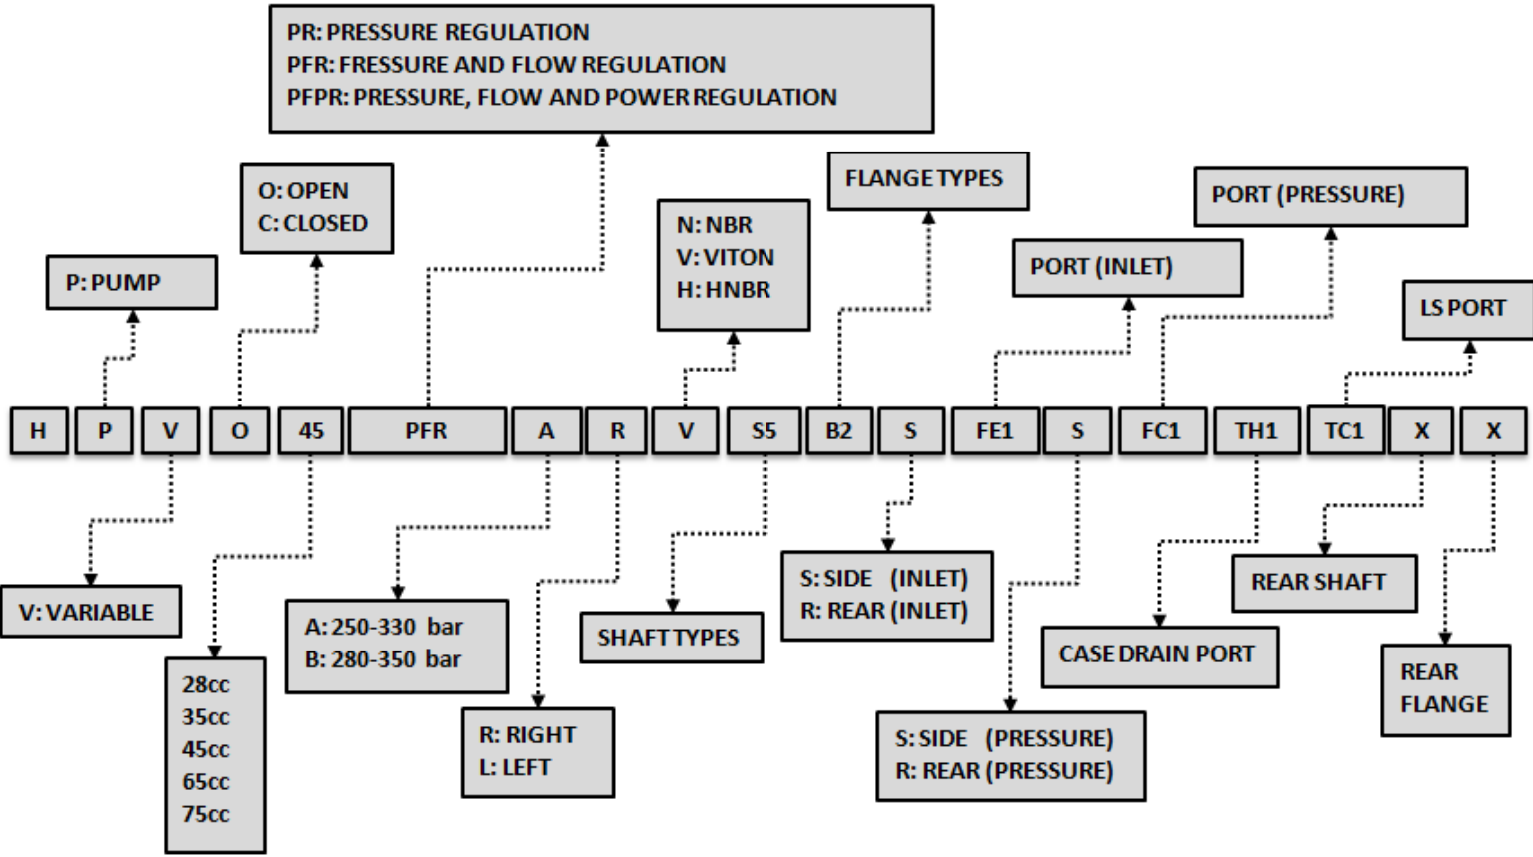 PR: PRESSURE REGULATION
PFR: FRESSURE AND FLOW REGULATION
PFPR: PRESSURE, FLOW AND POWER REGULATION
O: OPEN
C: CLOSED
FLANGE TYPES
PORT (PRESSURE)
N: NBR
V: VITON
H: HNBR
PORT (INLET)
P: PUMP
LS PORT
H P V O 45 PFR A R V S5 B2 S FE1 S FC1 TH1 TC1 X X
V: VARIABLE
A: 250-330 bar
B: 280-350 bar
SHAFT TYPES
S: SIDE (INLET)
R: REAR (INLET)
REAR SHAFT
CASE DRAIN PORT
REAR
FLANGE
28cc
35cc
45cc
65cc
75cc
R: RIGHT
L: LEFT
S: SIDE (PRESSURE)
R: REAR (PRESSURE)